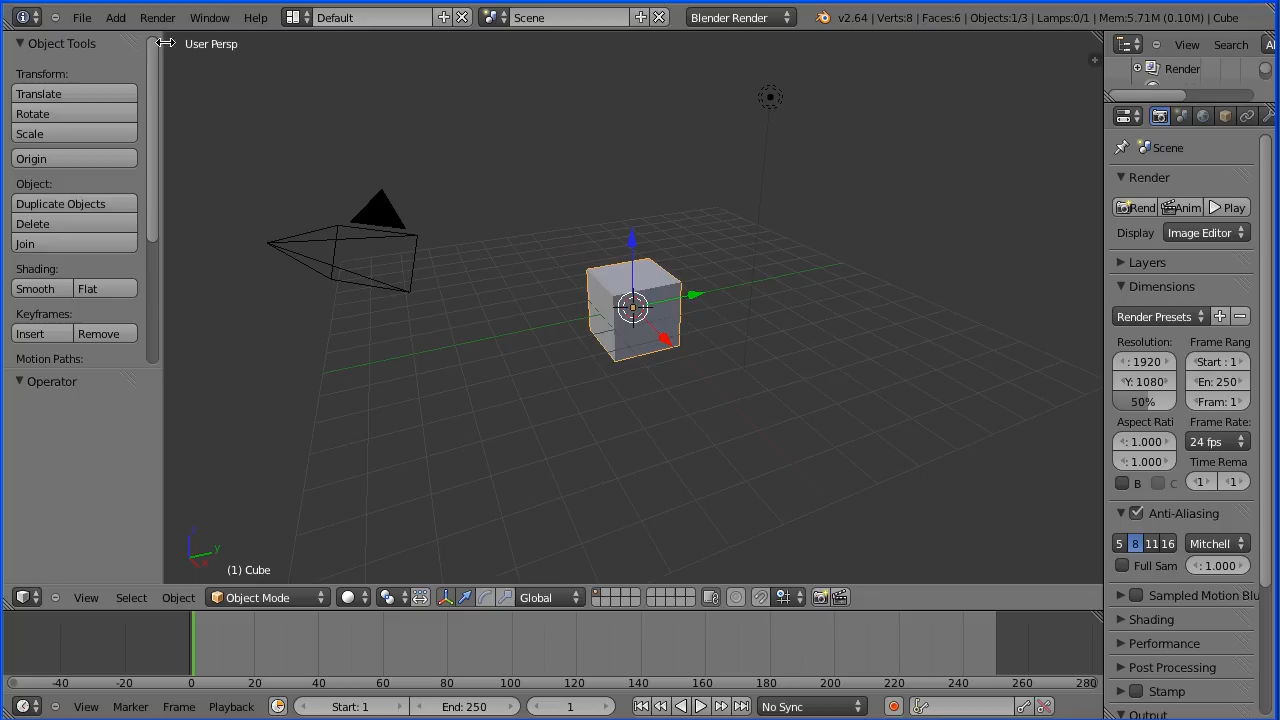 File Add Render Window Help Default Scene Blender Render v2.64 | Verts:8 | Faces:6 | Objects:1/3 | Lamps:0/1 | Mem:5.71M (0.10M) | Cube
Object Tools
User Persp
View Search Al
Render
Transform:
Translate
Rotate
Scale
Origin
Object:
Duplicate Objects
Delete
Join
Shading:
Smooth Flat
Keyframes:
Insert Remove
Motion Paths:
Operator
z
y
x
(1) Cube
Scene
Render
Rend Anim Play
Display Image Editor
Layers
Dimensions
Render Presets
Resolution: Frame Rang
: 1920 Start : 1
Y: 1080 En: 250
50% Fram: 1
Aspect Rati Frame Rate:
: 1.000 24 fps
: 1.000 Time Rema
B C 1 1
Anti-Aliasing
5 8 11 16 Mitchell
Full Sam : 1.000
Sampled Motion Blu
Shading
Performance
Post Processing
Stamp
Output
View Select Object Object Mode Global
-40 -20 0 20 40 60 80 100 120 140 160 180 200 220 240 260 280
View Marker Frame Playback Start: 1 End: 250 1 No Sync